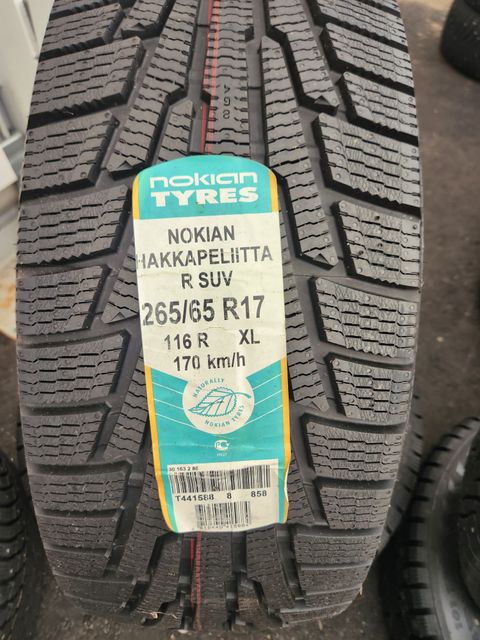 nokian
TYRES
NOKIAN
HAKKAPELIITTA
R SUV
265/65 R17
116 R XL
170 km/h
NATURALLY
NOKIAN TYRES
T441588 8 858